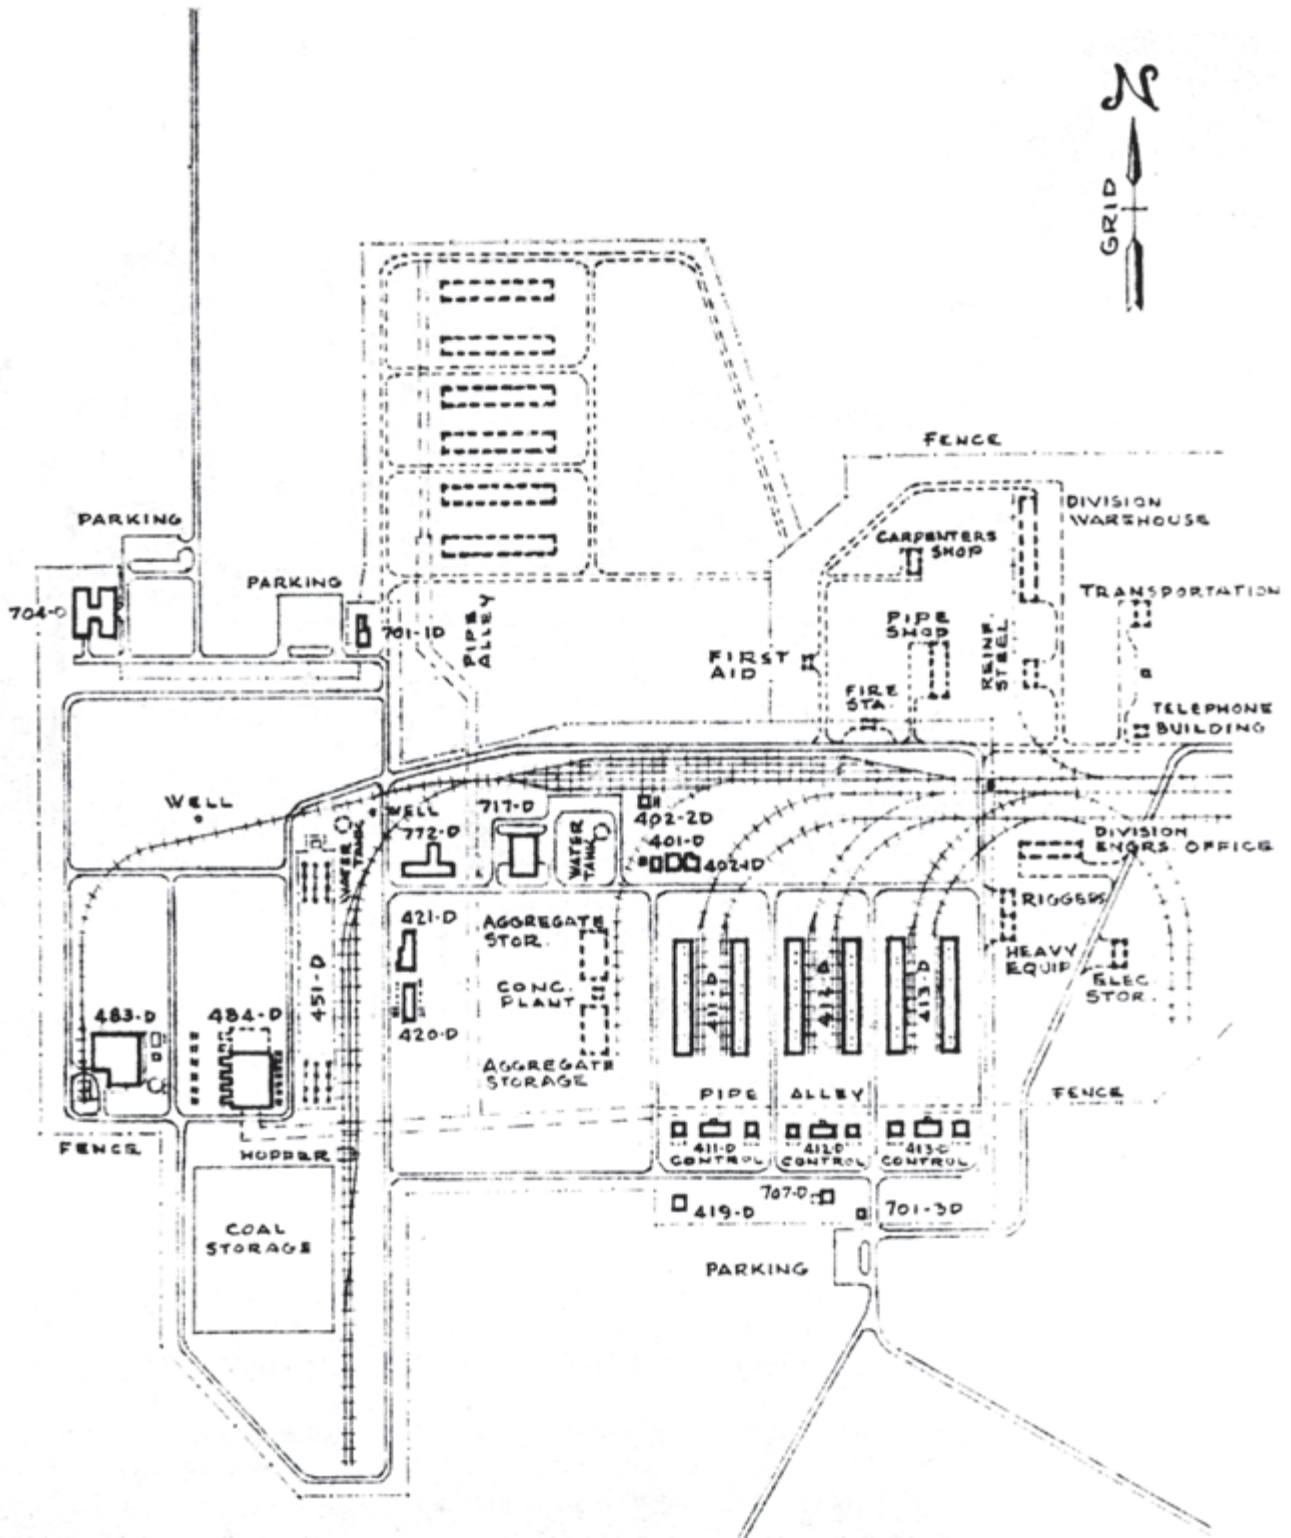 N
GRID
FENCE
DIVISION
WAREHOUSE
PARKING
CARPENTERS
SHOP
PARKING
TRANSPORTATION
704-D
701-1D
PIPE
ALLEY
PIPE
SHOP
REINF.
STEEL
FIRST
AID
FIRE
STA.
TELEPHONE
BUILDING
WELL
WELL
717-D
402-2D
WATER
TANK
772-D
WATER
TANK
401-D
402-1D
DIVISION
ENGRS. OFFICE
421-D
AGGREGATE
STOR.
RIGGERS
HEAVY
EQUIP.
ELEC.
STOR.
451-D
CONC.
PLANT
411-D
412-D
413-D
483-D
484-D
420-D
AGGREGATE
STORAGE
PIPE ALLEY
FENCE
FENCE
HOPPER
411-D
CONTROL
412-D
CONTROL
413-D
CONTROL
419-D
707-D
701-3D
COAL
STORAGE
PARKING